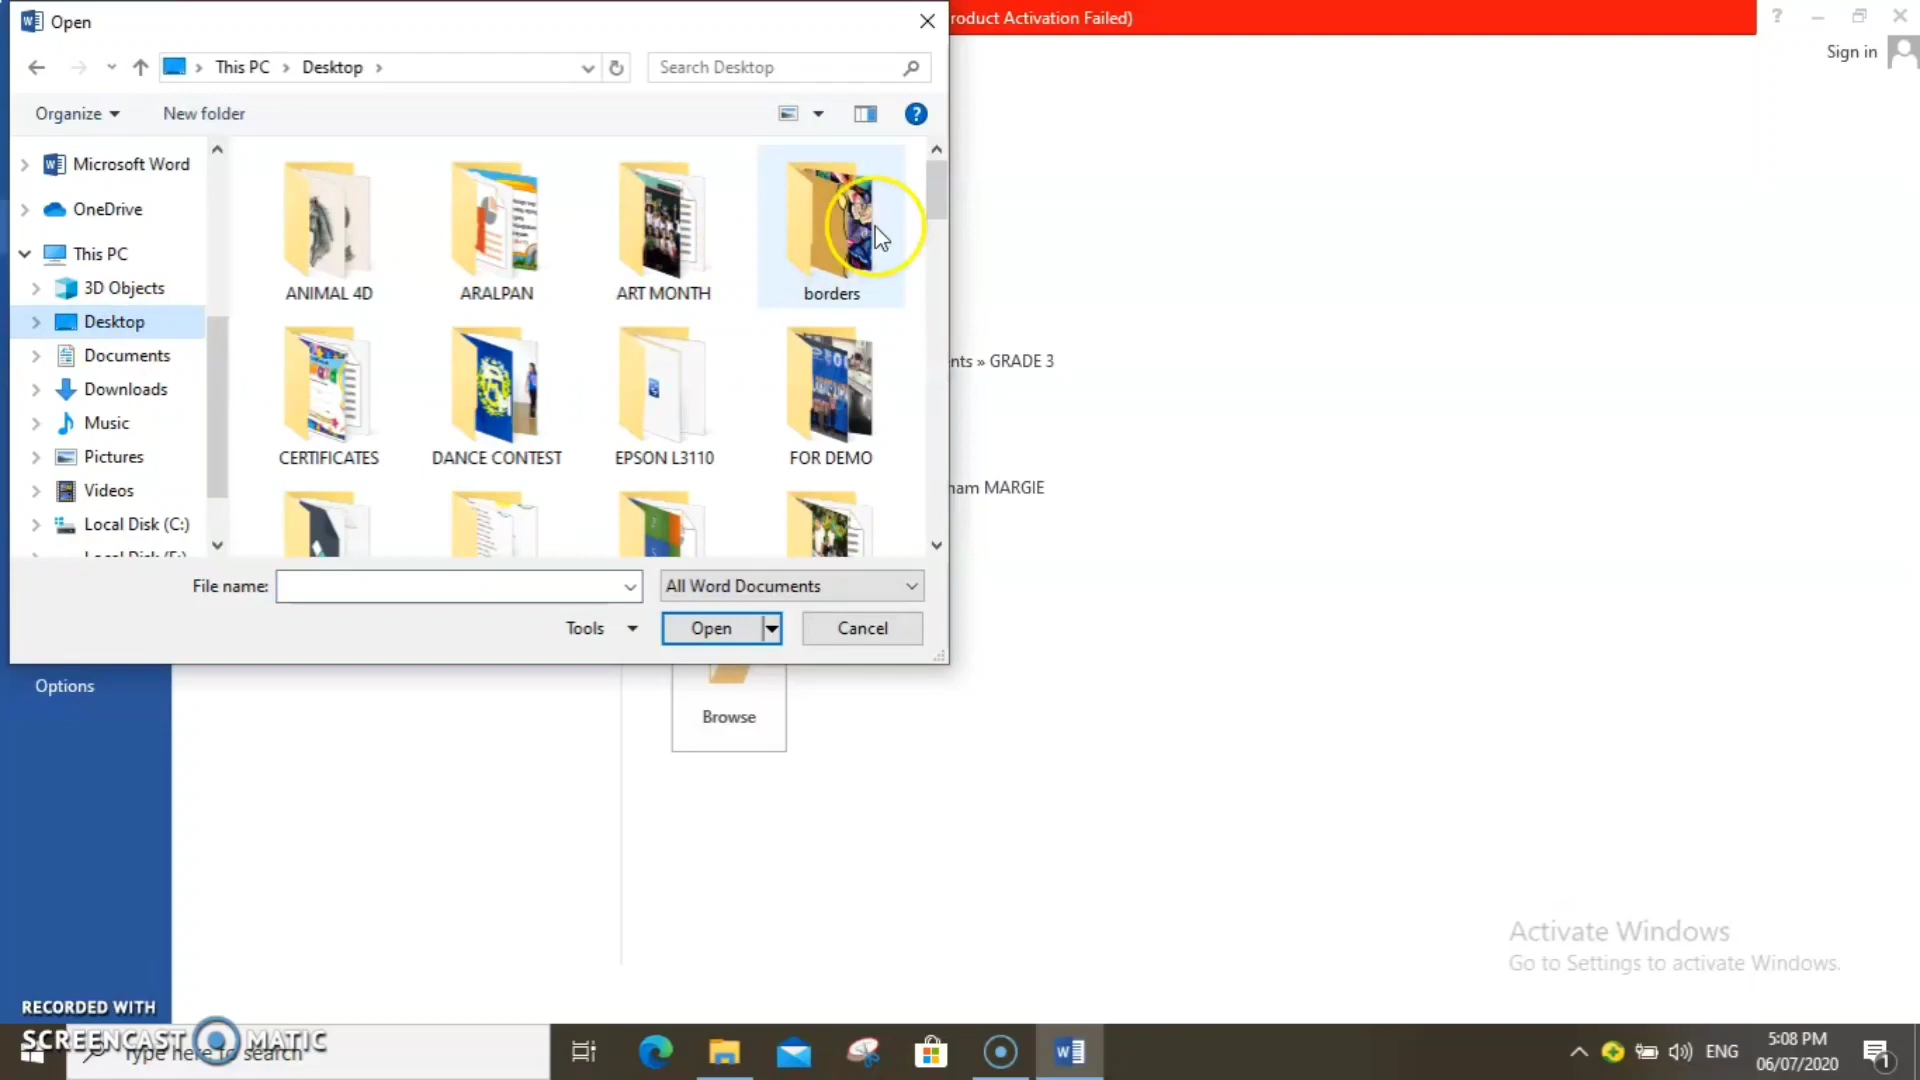 Open
roduct Activation Failed)
Sign in
This PC
Desktop
Search Desktop
Organize
New folder
Microsoft Word
OneDrive
This PC
3D Objects
Desktop
Documents
Downloads
Music
Pictures
Videos
Local Disk (C:)
Local Disk (F:)
ANIMAL 4D
ARALPAN
ART MONTH
borders
CERTIFICATES
DANCE CONTEST
EPSON L3110
FOR DEMO
nts » GRADE 3
ham MARGIE
File name:
All Word Documents
Tools
Open
Cancel
Options
Browse
Activate Windows
Go to Settings to activate Windows.
RECORDED WITH
SCREENCAST MATIC
Type here to search
ENG
5:08 PM
06/07/2020
1